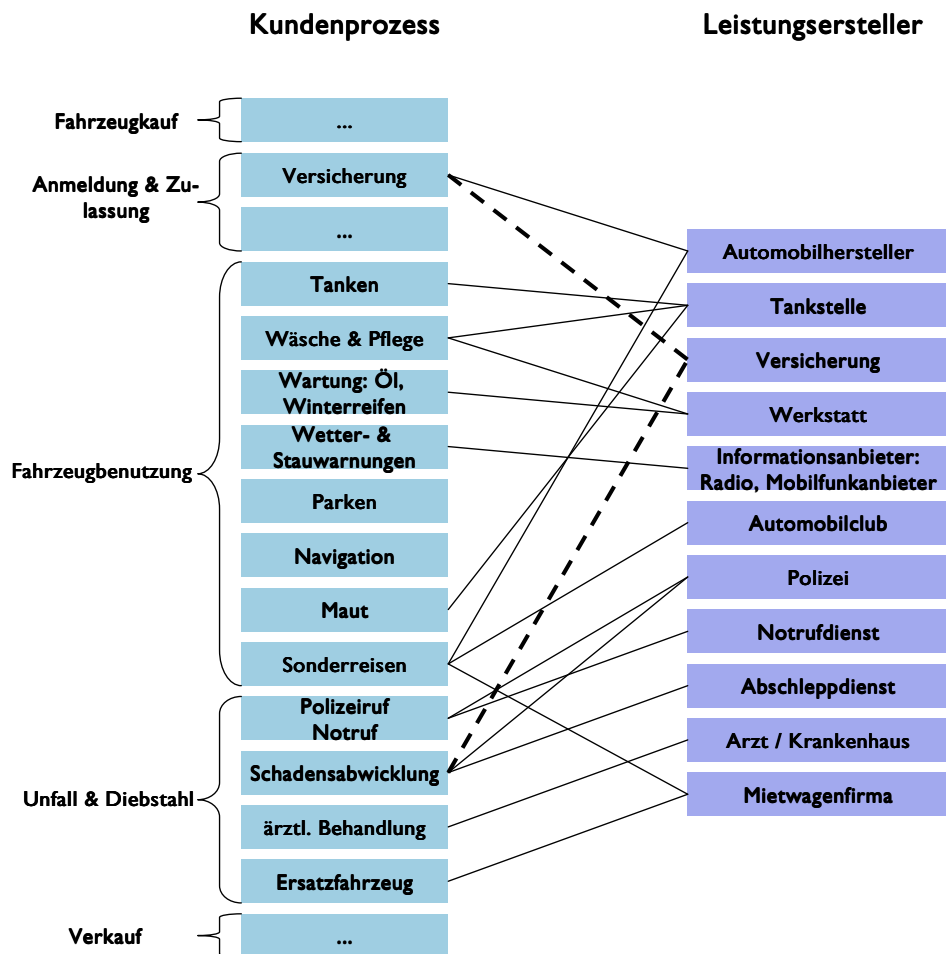 Kundenprozess
Leistungsersteller
Fahrzeugkauf
...
Anmeldung & Zu-
lassung
Versicherung
...
Fahrzeugbenutzung
Tanken
Wäsche & Pflege
Wartung: Öl,
Winterreifen
Wetter- &
Stauwarnungen
Parken
Navigation
Maut
Sonderreisen
Unfall & Diebstahl
Polizeiruf
Notruf
Schadensabwicklung
ärztl. Behandlung
Ersatzfahrzeug
Verkauf
...
Automobilhersteller
Tankstelle
Versicherung
Werkstatt
Informationsanbieter:
Radio, Mobilfunkanbieter
Automobilclub
Polizei
Notrufdienst
Abschleppdienst
Arzt / Krankenhaus
Mietwagenfirma